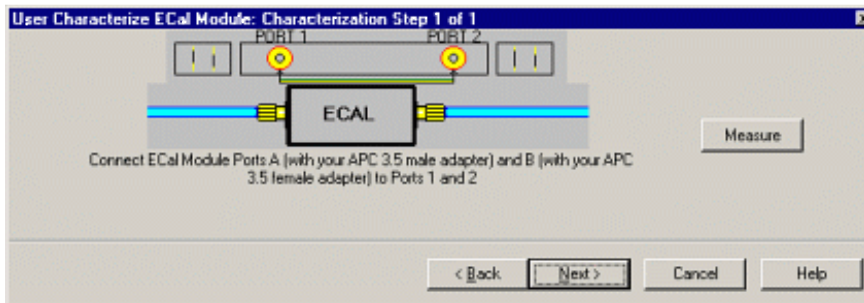 User Characterize ECal Module: Characterization Step 1 of 1
PORT 1 PORT 2
ECAL
Measure
Connect ECal Module Ports A (with your APC 3.5 male adapter) and B (with your APC
3.5 female adapter) to Ports 1 and 2
< Back Next > Cancel Help